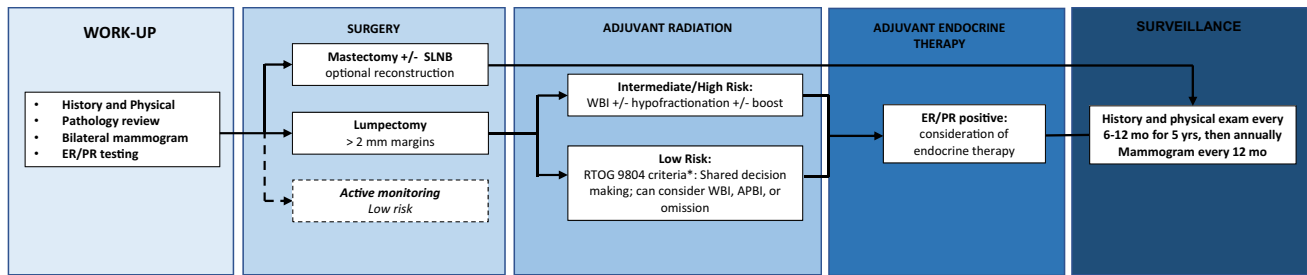 WORK-UP
• History and Physical
• Pathology review
• Bilateral mammogram
• ER/PR testing
SURGERY
Mastectomy +/- SLNB
optional reconstruction
Lumpectomy
> 2 mm margins
Active monitoring
Low risk
ADJUVANT RADIATION
Intermediate/High Risk:
WBI +/- hypofractionation +/- boost
Low Risk:
RTOG 9804 criteria*: Shared decision
making; can consider WBI, APBI, or
omission
ADJUVANT ENDOCRINE
THERAPY
ER/PR positive:
consideration of
endocrine therapy
SURVEILLANCE
History and physical exam every
6-12 mo for 5 yrs, then annually
Mammogram every 12 mo